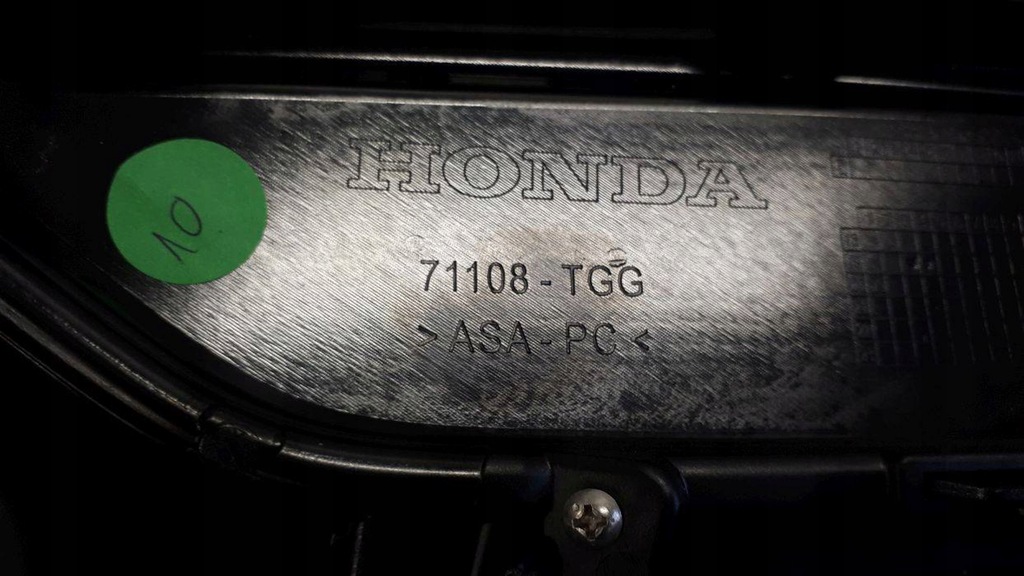 HONDA
10
71108-TGG
>ASA-PC<